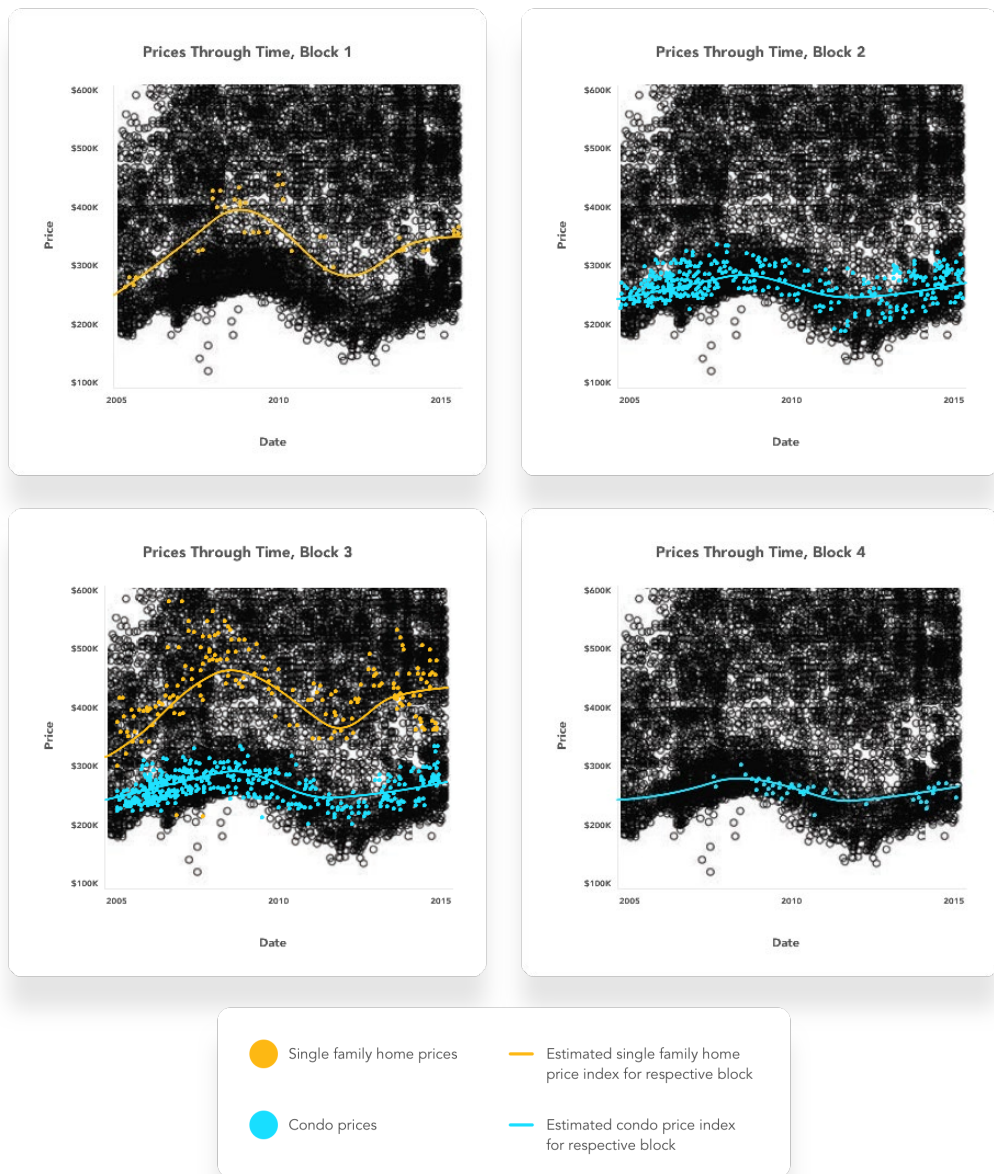 Prices Through Time, Block 1
$600K
$500K
$400K
$300K
$200K
$100K
Price
2005
2010
2015
Date
Prices Through Time, Block 2
$600K
$500K
$400K
$300K
$200K
$100K
Price
2005
2010
2015
Date
Prices Through Time, Block 3
$600K
$500K
$400K
$300K
$200K
$100K
Price
2005
2010
2015
Date
Prices Through Time, Block 4
$600K
$500K
$400K
$300K
$200K
$100K
Price
2005
2010
2015
Date
Single family home prices
Estimated single family home
price index for respective block
Condo prices
Estimated condo price index
for respective block